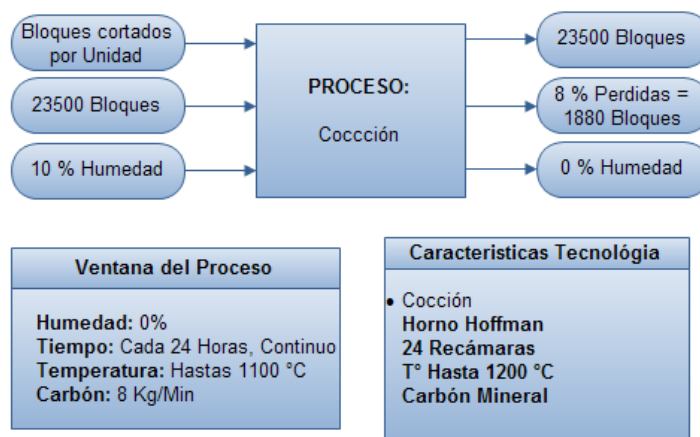 Bloques cortados
por Unidad
23500 Bloques
10 % Humedad
PROCESO:
Coccción
23500 Bloques
8 % Perdidas =
1880 Bloques
0 % Humedad
Ventana del Proceso
Humedad: 0%
Tiempo: Cada 24 Horas, Continuo
Temperatura: Hastas 1100 °C
Carbón: 8 Kg/Min
Caracteristicas Tecnológia
• Cocción
Horno Hoffman
24 Recámaras
T° Hasta 1200 °C
Carbón Mineral